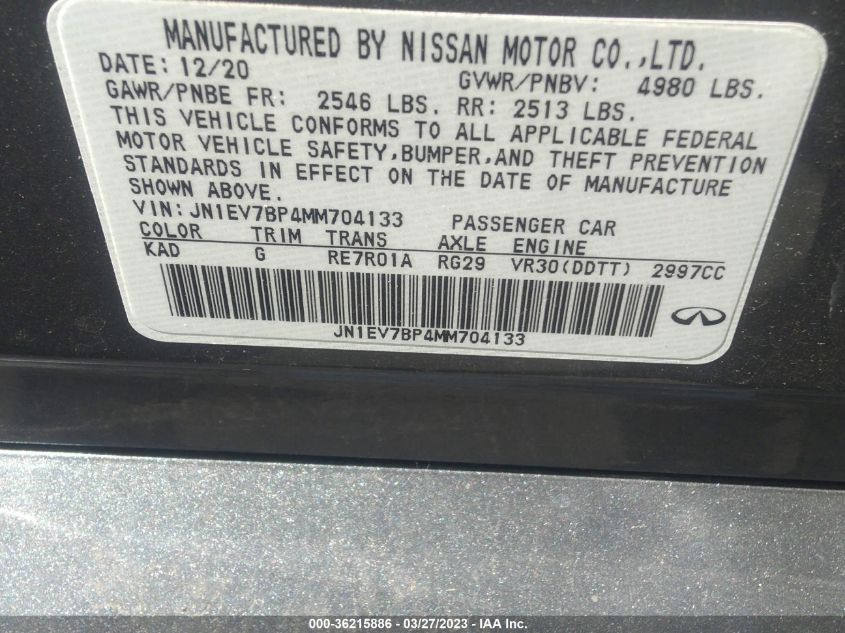 MANUFACTURED BY NISSAN MOTOR CO.,LTD.
DATE: 12/20 GVWR/PNBV: 4980 LBS.
GAWR/PNBE FR: 2546 LBS. RR: 2513 LBS.
THIS VEHICLE CONFORMS TO ALL APPLICABLE FEDERAL
MOTOR VEHICLE SAFETY,BUMPER,AND THEFT PREVENTION
STANDARDS IN EFFECT ON THE DATE OF MANUFACTURE
SHOWN ABOVE.
VIN: JN1EV7BP4MM704133 PASSENGER CAR
COLOR TRIM TRANS AXLE ENGINE
KAD G RE7R01A RG29 VR30(DDTT) 2997CC
JN1EV7BP4MM704133
000-36215886 - 03/27/2023 - IAA Inc.